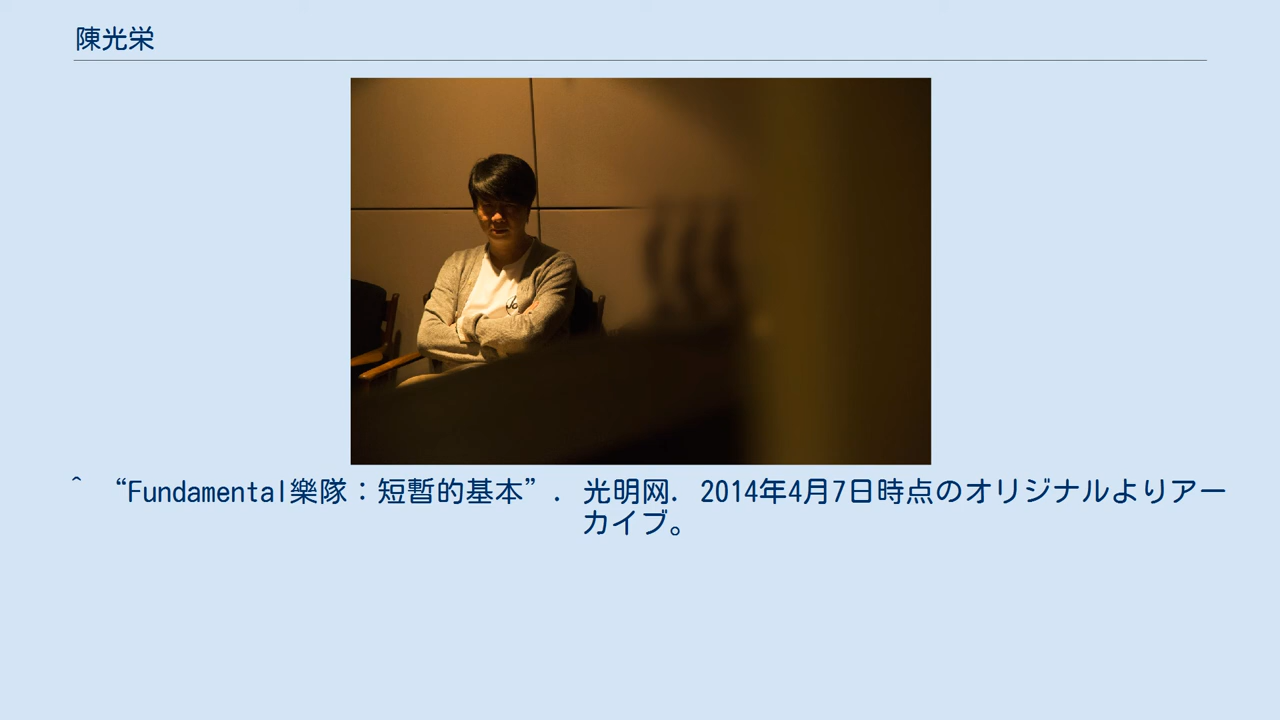 陳光栄
^ “Fundamental樂隊：短暫的基本”. 光明网. 2014年4月7日時点のオリジナルよりアー
カイブ。